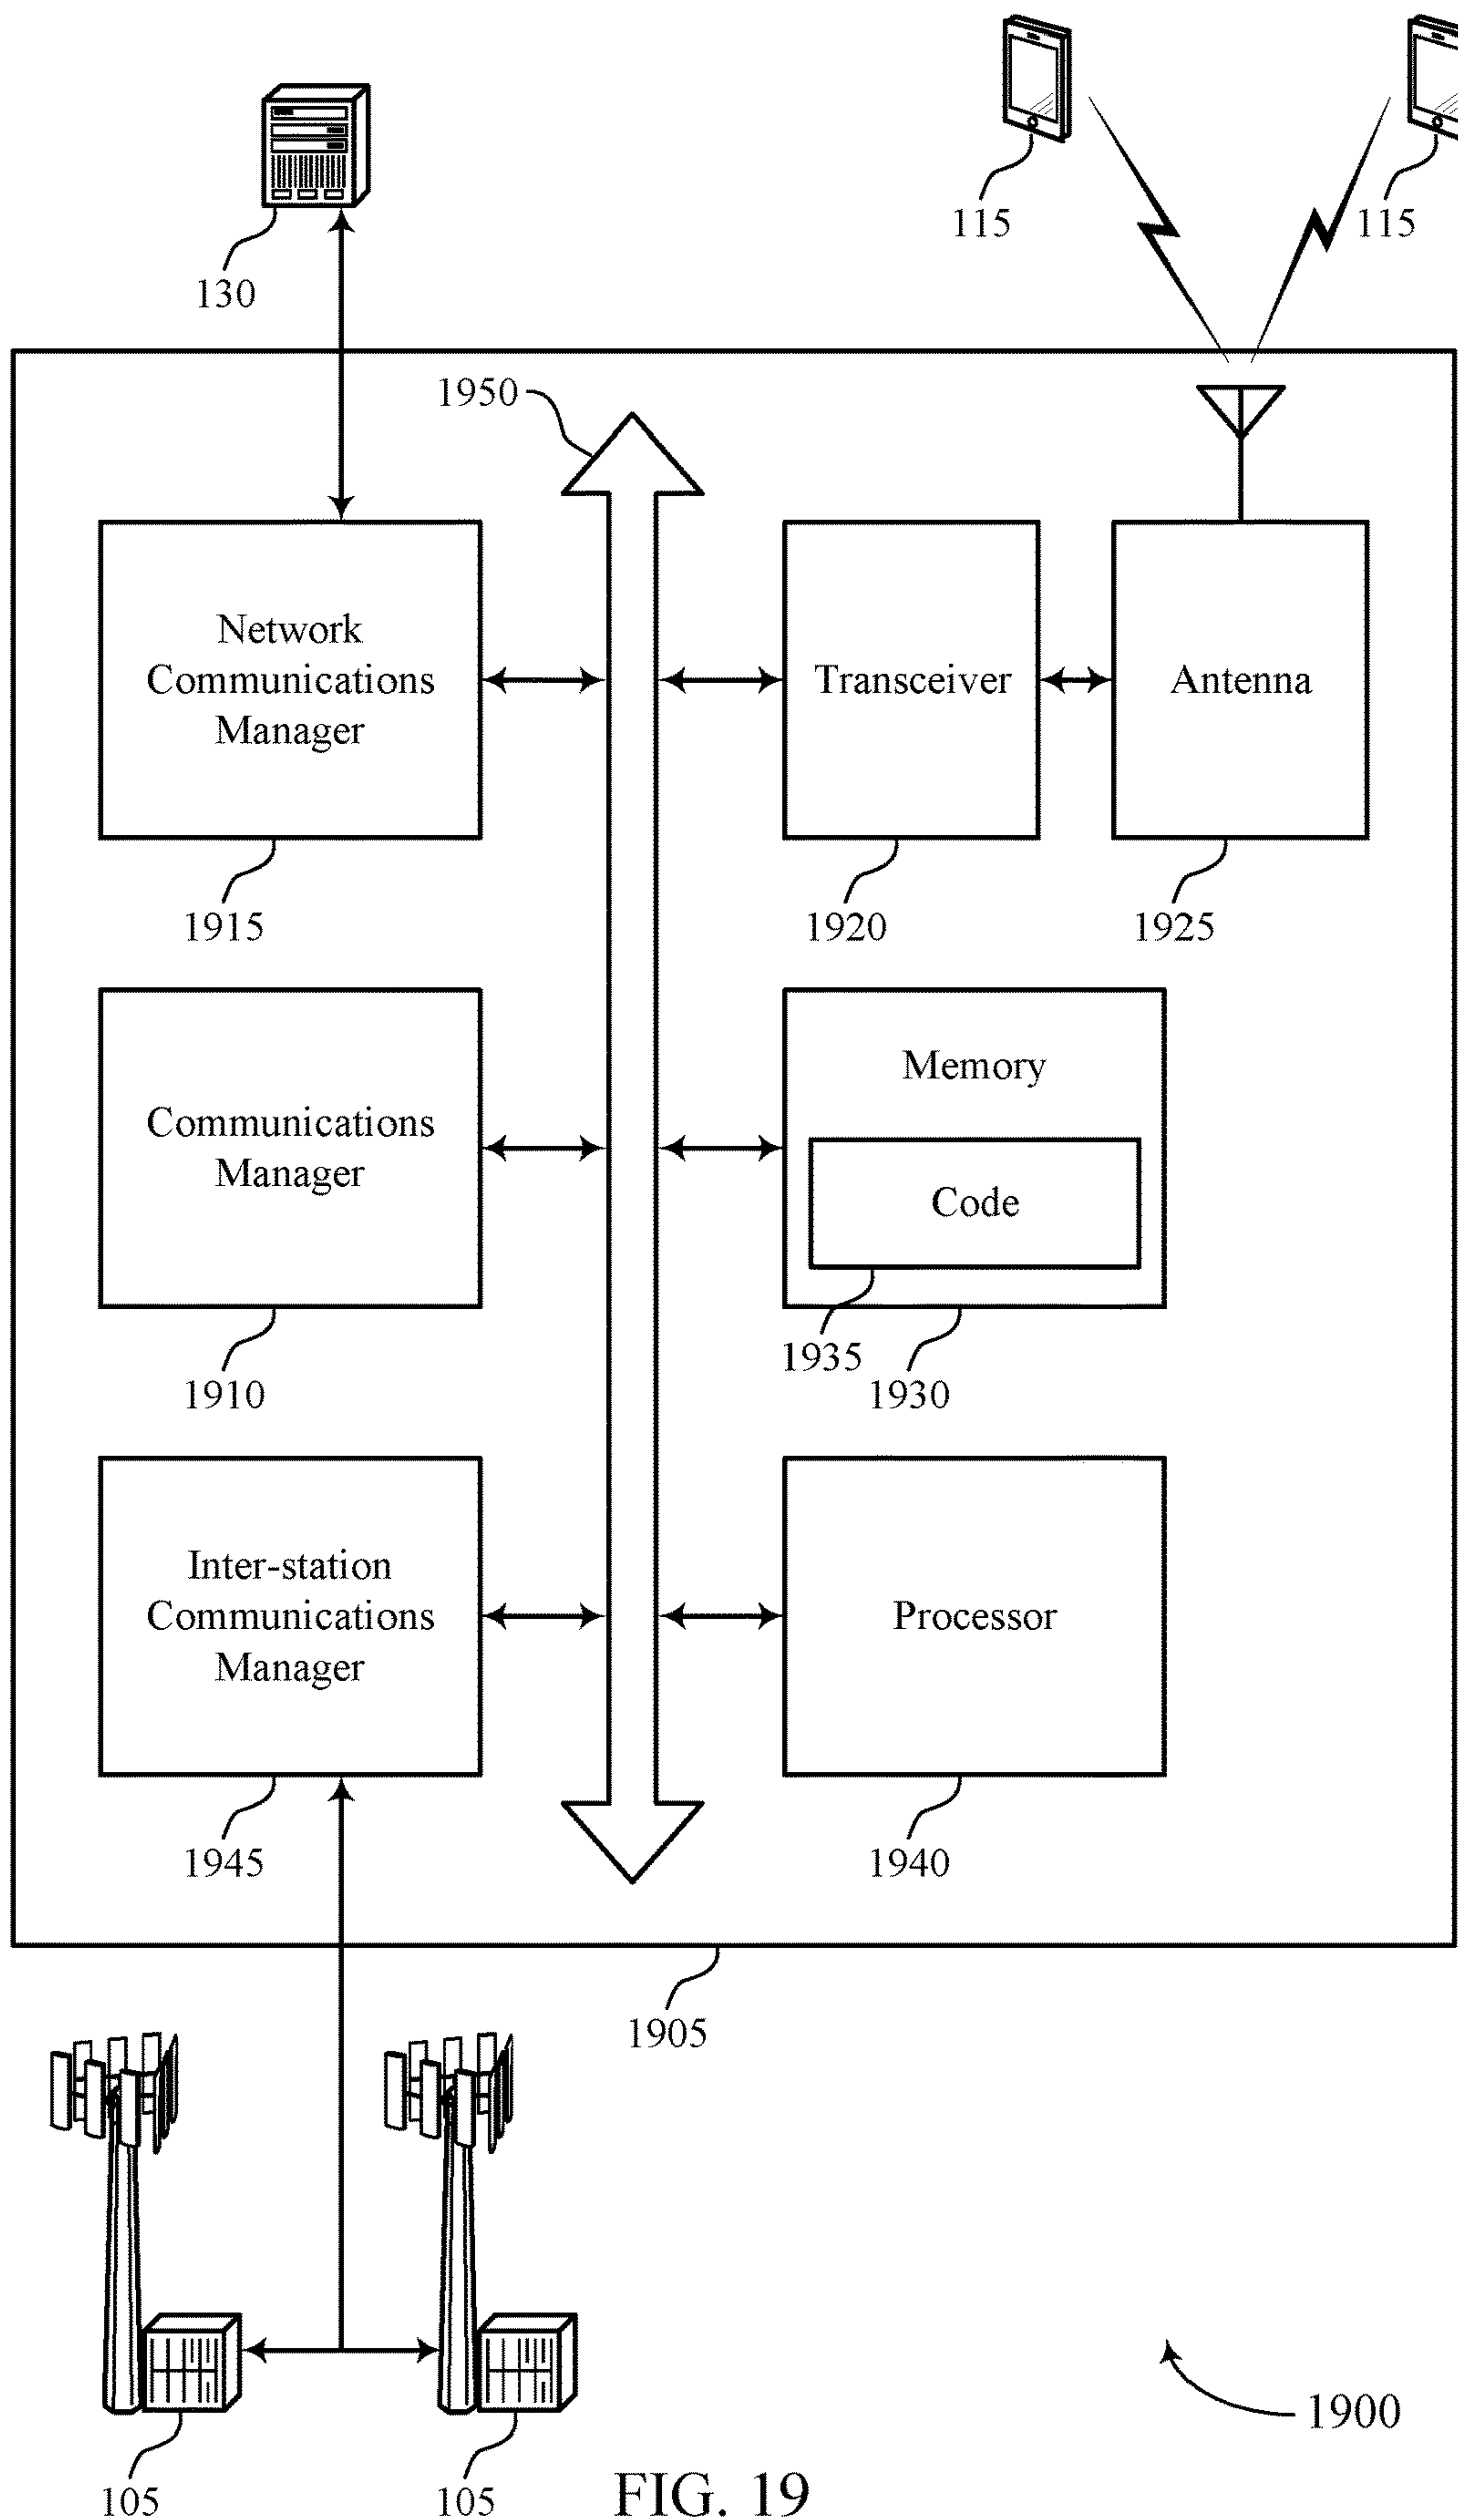 115
115
130
1950
Network
Communications
Manager
Transceiver
Antenna
1915
1920
1925
Communications
Manager
Memory
Code
1935
1910
1930
Inter-station
Communications
Manager
Processor
1945
1940
1905
1900
105
105
FIG. 19